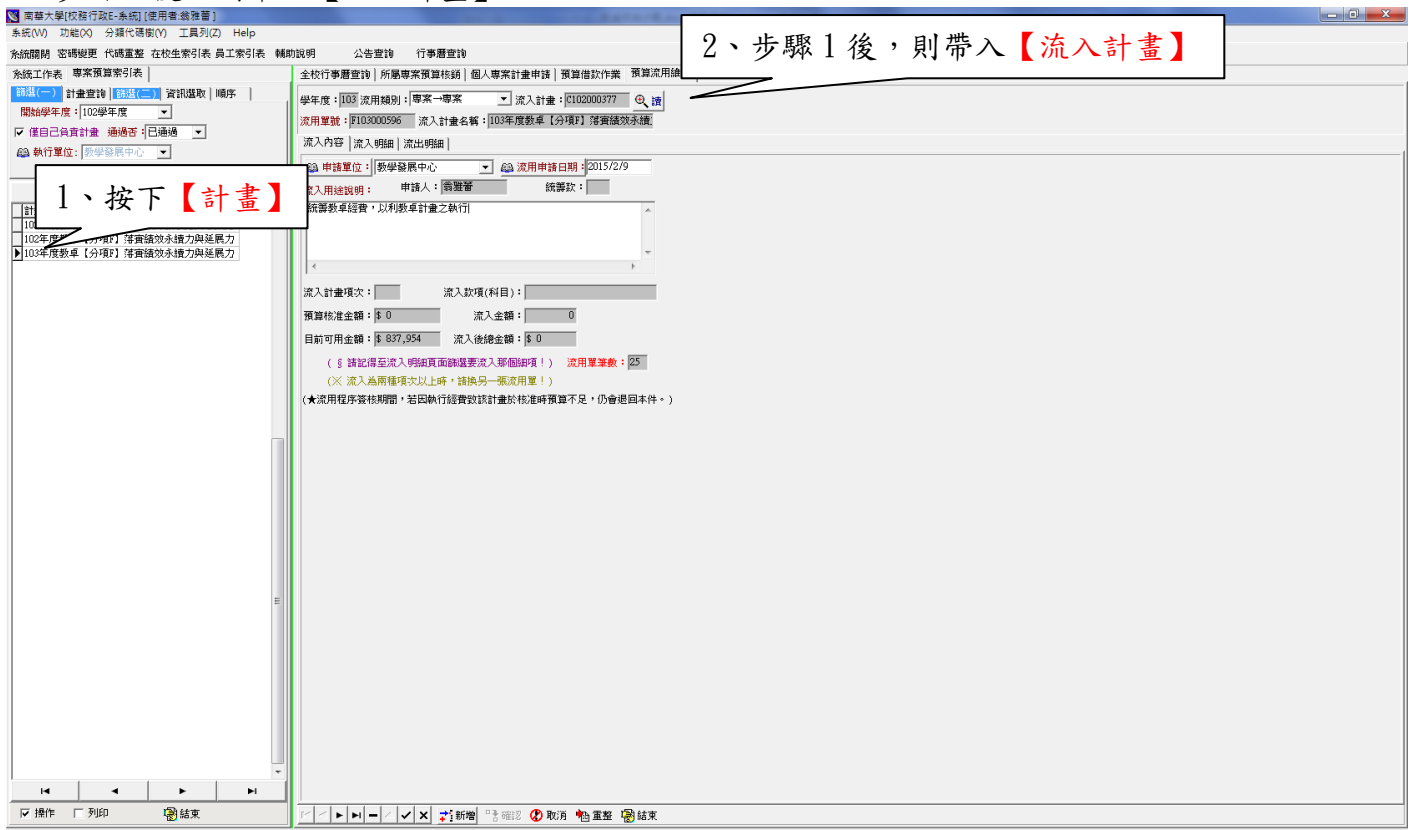 南華大學[校務行政E-系統] [使用者:翁雅蓍]
系統(W) 功能(X) 分類代碼樹(Y) 工具列(Z) Help
系統關閉 密碼變更 代碼重整 在校生索引表 員工索引表 輔助說明 公告查詢 行事曆查詢
2、步驟1後,則帶入【流入計畫】
系統工作表 專案預算索引表
篩選(一) 計畫查詢 篩選(二) 資訊選取 順序
開始學年度:102學年度
僅自己負責計畫 通過否:已通過
執行單位:教學發展中心
1、按下【計畫】
102年度教卓【分項F】落實績效永續力與延展力
103年度教卓【分項F】落實績效永續力與延展力
操作 列印 結束
全校行事曆查詢 所屬專案預算核銷 個人專案計畫申請 預算借款作業 預算流用維
學年度:103 流用類別:專案→專案 流入計畫:C102000377 讀
流用單號:F103000596 流入計畫名稱:103年度教卓【分項F】落實績效永續
流入內容 流入明細 流出明細
申請單位:教學發展中心 流用申請日期:2015/2/9
流入用途說明: 申請人:翁雅蓍 統籌款:
統籌教卓經費,以利教卓計畫之執行
流入計畫項次: 流入款項(科目):
預算核准金額:$ 0 流入金額: 0
目前可用金額:$ 837,954 流入後總金額:$ 0
(§ 請記得至流入明細頁面篩選要流入那個細項!) 流用單筆數:25
(※ 流入為兩種項次以上時,請換另一張流用單!)
(★流用程序簽核期間,若因執行經費致該計畫於核准時預算不足,仍會退回本件。)
新增 確認 取消 重整 結束